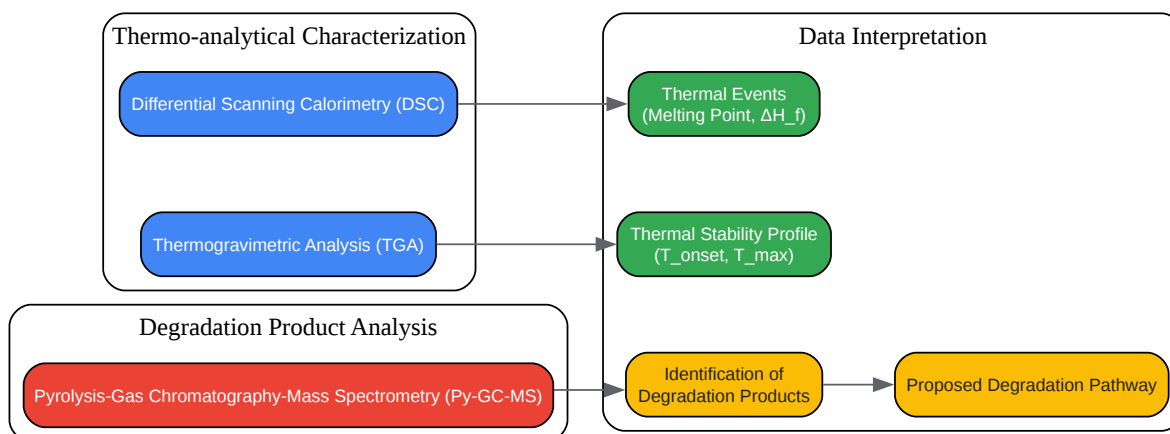 Thermo-analytical Characterization
Differential Scanning Calorimetry (DSC)
Thermogravimetric Analysis (TGA)
Degradation Product Analysis
Pyrolysis-Gas Chromatography-Mass Spectrometry (Py-GC-MS)
Data Interpretation
Thermal Events
(Melting Point, ΔH_f)
Thermal Stability Profile
(T_onset, T_max)
Identification of
Degradation Products
Proposed Degradation Pathway